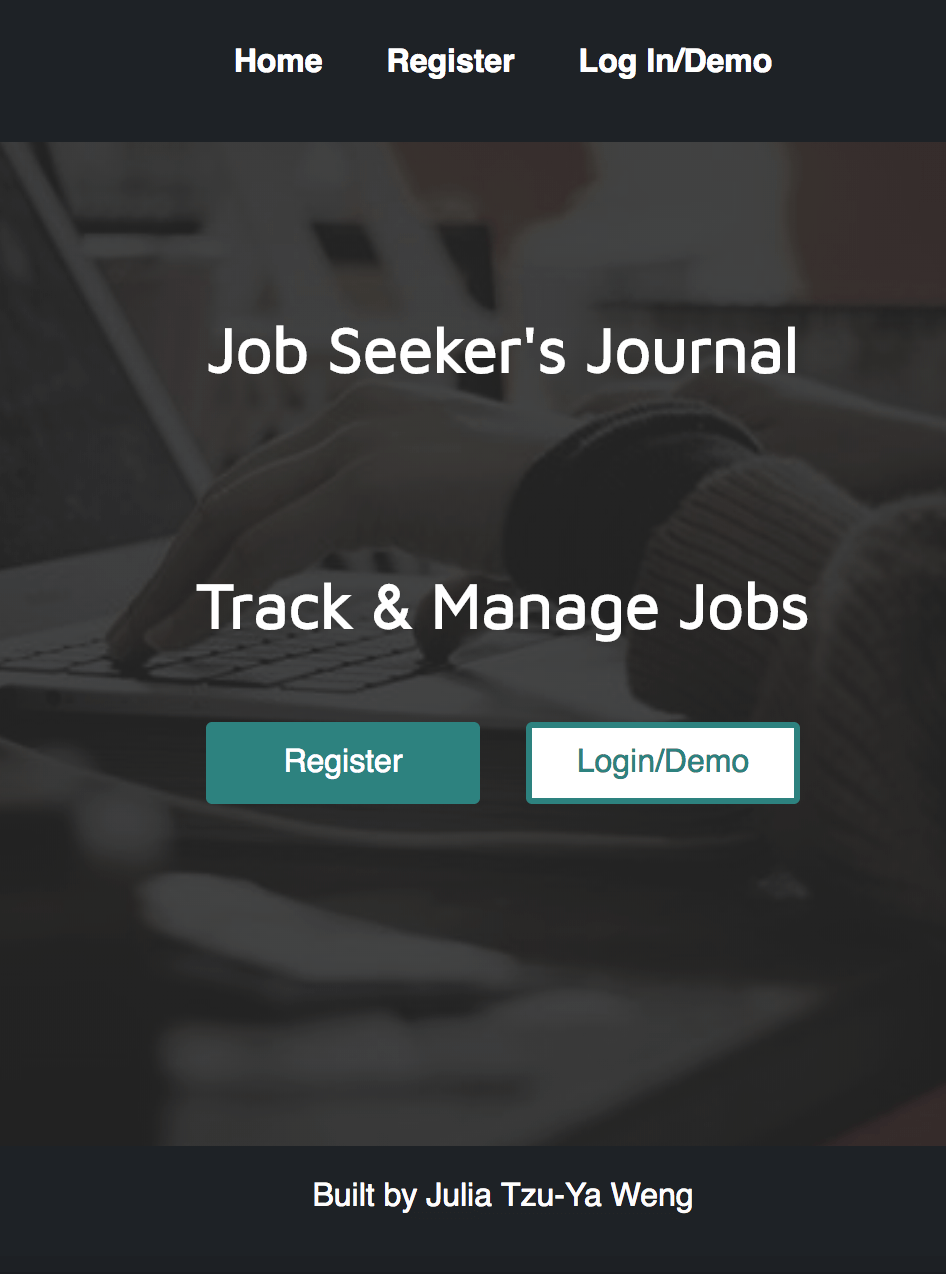 Home Register Log In/Demo
Job Seeker's Journal
Track & Manage Jobs
Register Login/Demo
Built by Julia Tzu-Ya Weng